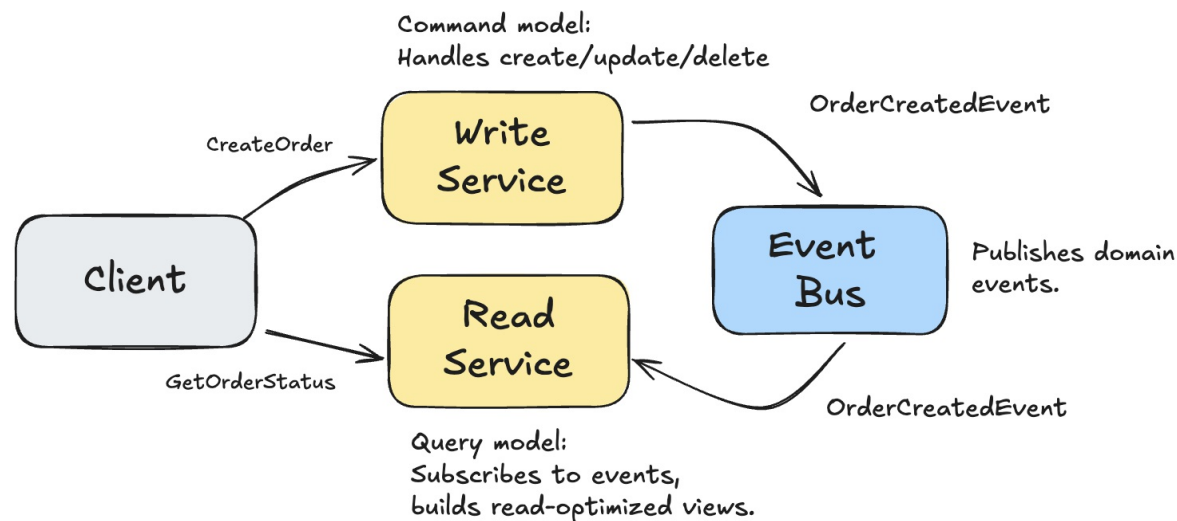 Command model:
Handles create/update/delete
Write
Service
OrderCreatedEvent
CreateOrder
Client
Event
Bus
Publishes domain
events.
Read
Service
GetOrderStatus
OrderCreatedEvent
Query model:
Subscribes to events,
builds read-optimized views.